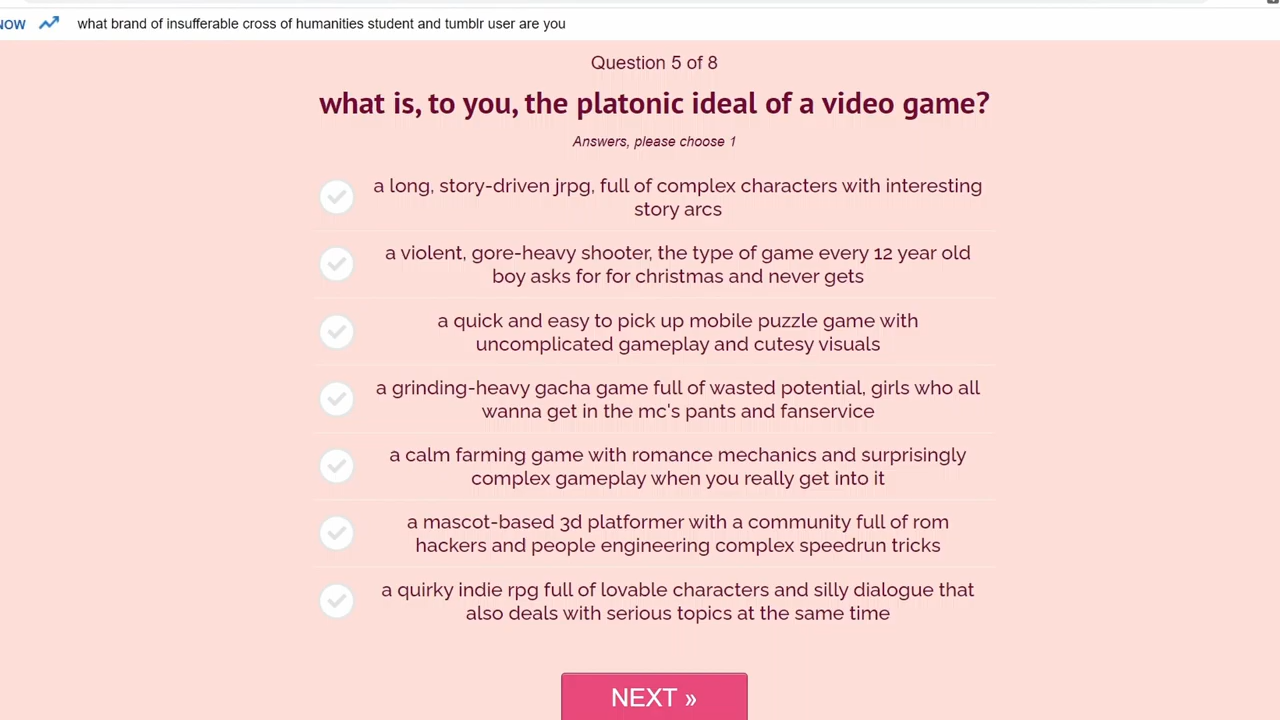 NOW what brand of insufferable cross of humanities student and tumblr user are you
Question 5 of 8
what is, to you, the platonic ideal of a video game?
Answers, please choose 1
a long, story-driven jrpg, full of complex characters with interesting
story arcs
a violent, gore-heavy shooter, the type of game every 12 year old
boy asks for for christmas and never gets
a quick and easy to pick up mobile puzzle game with
uncomplicated gameplay and cutesy visuals
a grinding-heavy gacha game full of wasted potential, girls who all
wanna get in the mc's pants and fanservice
a calm farming game with romance mechanics and surprisingly
complex gameplay when you really get into it
a mascot-based 3d platformer with a community full of rom
hackers and people engineering complex speedrun tricks
a quirky indie rpg full of lovable characters and silly dialogue that
also deals with serious topics at the same time
NEXT »